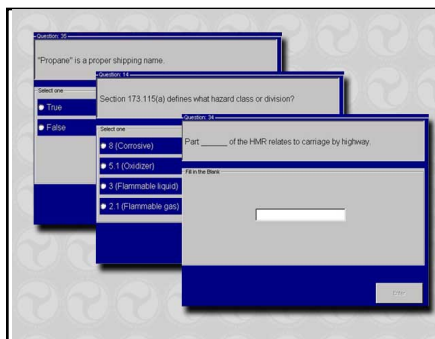 Question: 35
"Propane" is a proper shipping name.
Select one
True
False
Question: 14
Section 173.115(a) defines what hazard class or division?
Select one
8 (Corrosive)
5.1 (Oxidizer)
3 (Flammable liquid)
2.1 (Flammable gas)
Question: 34
Part ______ of the HMR relates to carriage by highway.
Fill in the Blank
Enter